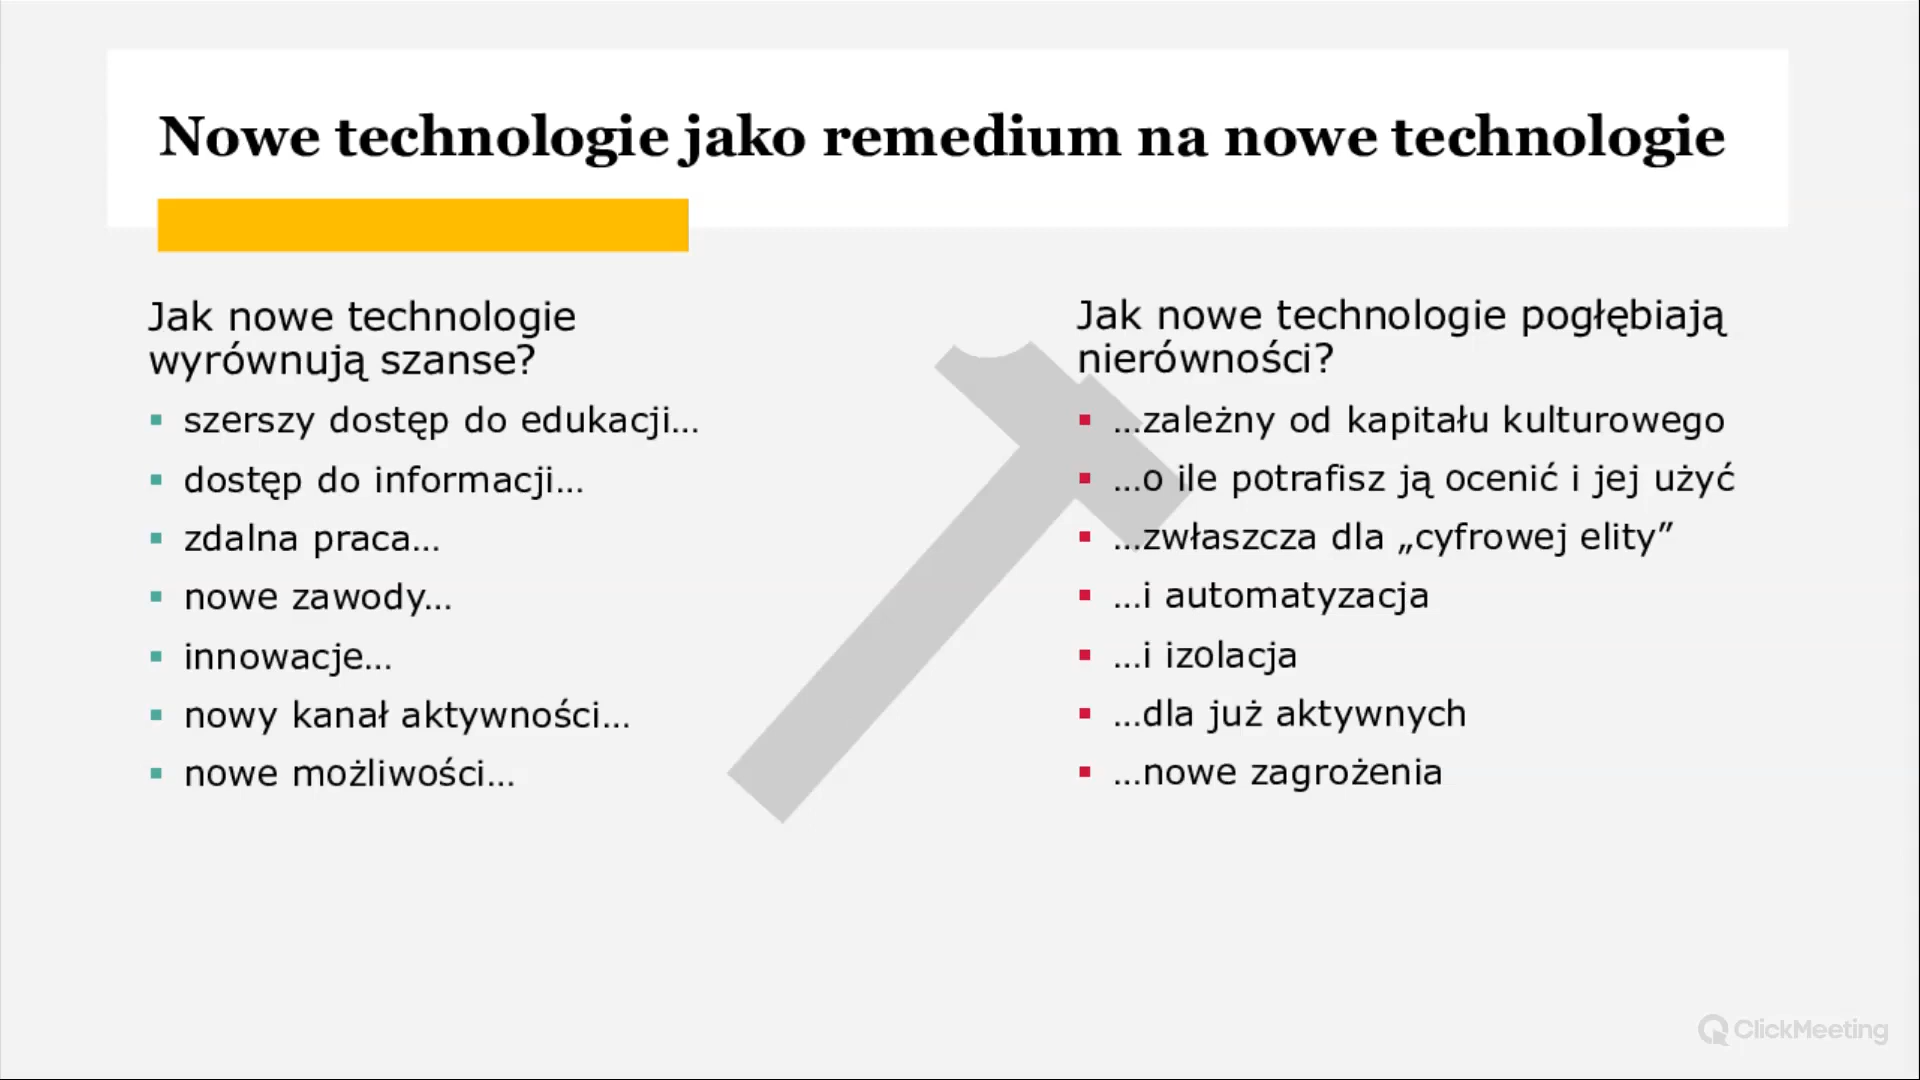 Nowe technologie jako remedium na nowe technologie
Jak nowe technologie
wyrównują szanse?
szerszy dostęp do edukacji...
dostęp do informacji...
zdalna praca...
nowe zawody...
innowacje...
nowy kanał aktywności...
nowe możliwości...
Jak nowe technologie pogłębiają
nierówności?
...zależny od kapitału kulturowego
...o ile potrafisz ją ocenić i jej użyć
...zwłaszcza dla „cyfrowej elity”
...i automatyzacja
...i izolacja
...dla już aktywnych
...nowe zagrożenia
ClickMeeting